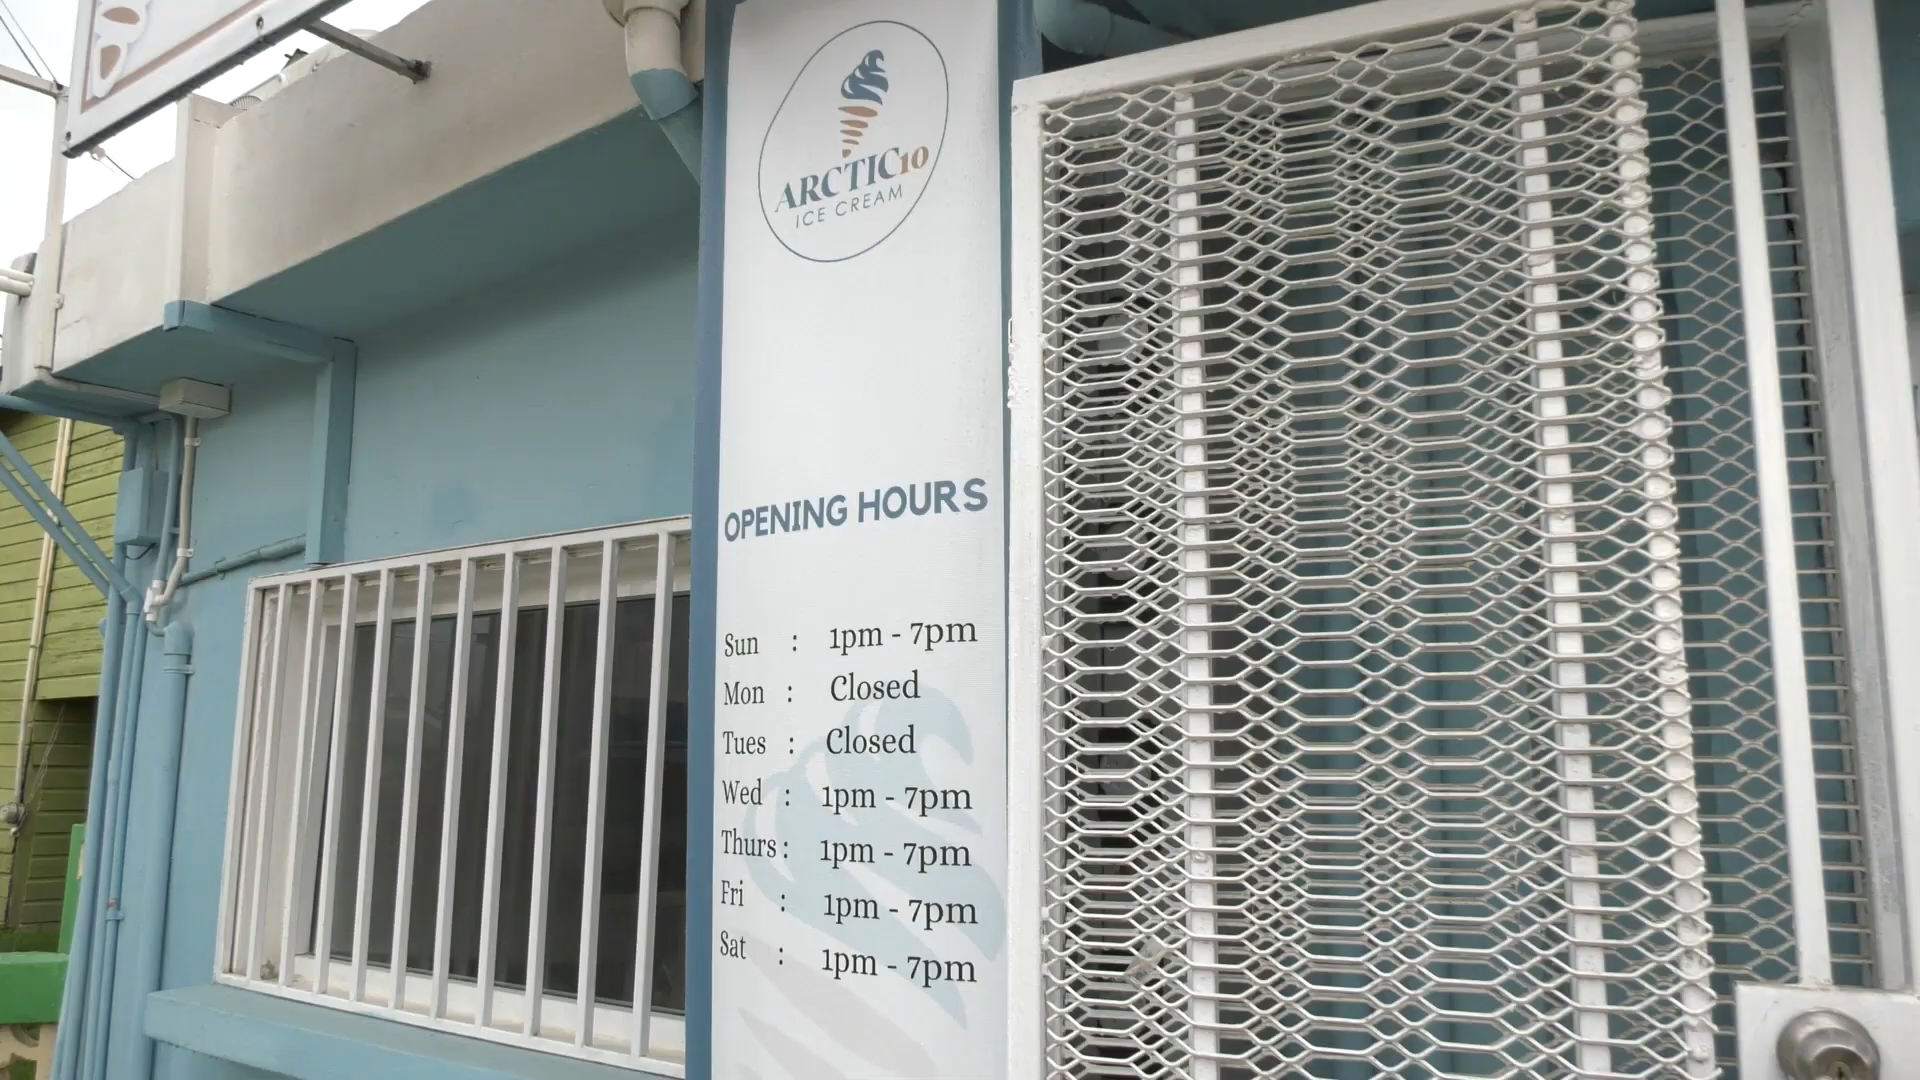 ARCTIC10
ICE CREAM
OPENING HOURS
Sun : 1pm - 7pm
Mon : Closed
Tues : Closed
Wed : 1pm - 7pm
Thurs : 1pm - 7pm
Fri : 1pm - 7pm
Sat : 1pm - 7pm